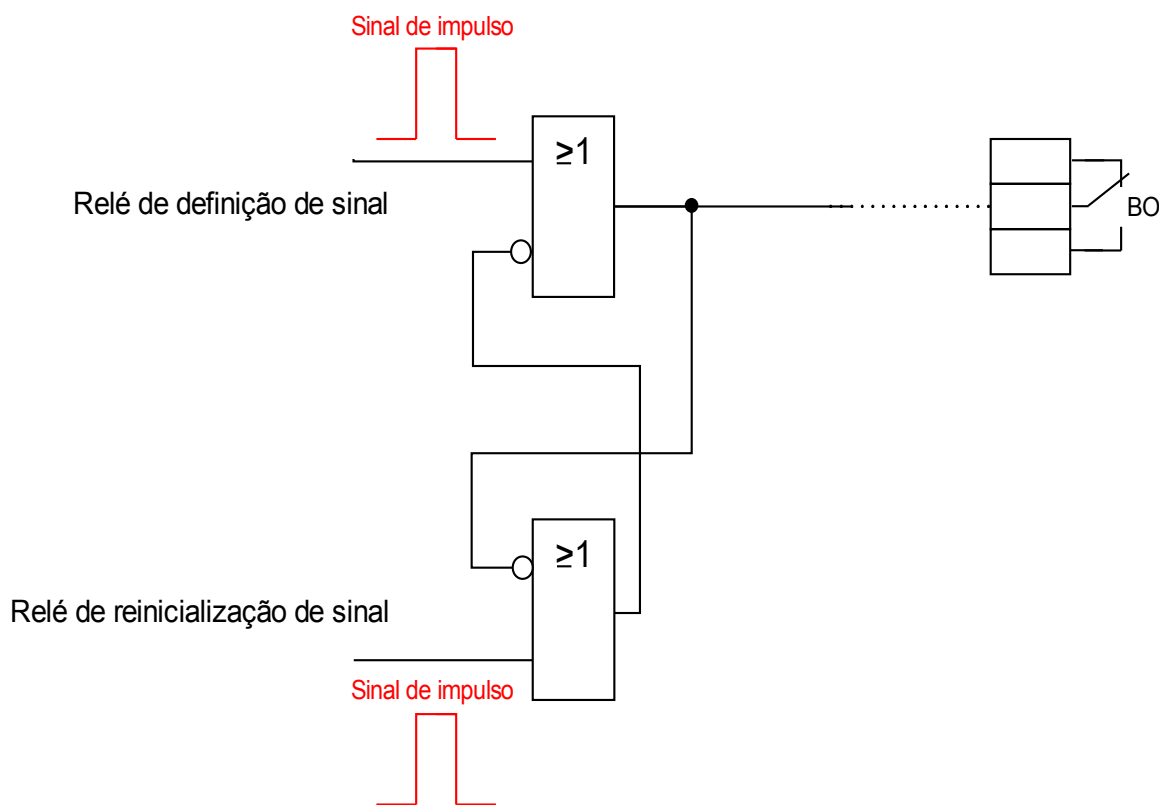 Sinal de impulso
≥1
Relé de definição de sinal
BO
≥1
Relé de reinicialização de sinal
Sinal de impulso